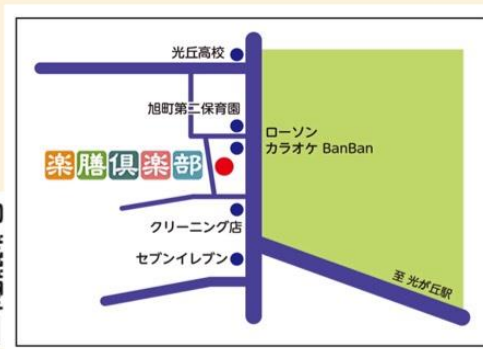 光丘高校
旭町第二保育園
ローソン
カラオケ BanBan
楽膳倶楽部
クリーニング店
セブンイレブン
至 光が丘駅